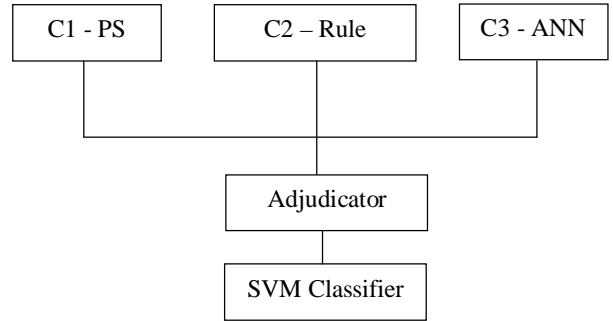 C1 - PS
C2 – Rule
C3 - ANN
Adjudicator
SVM Classifier